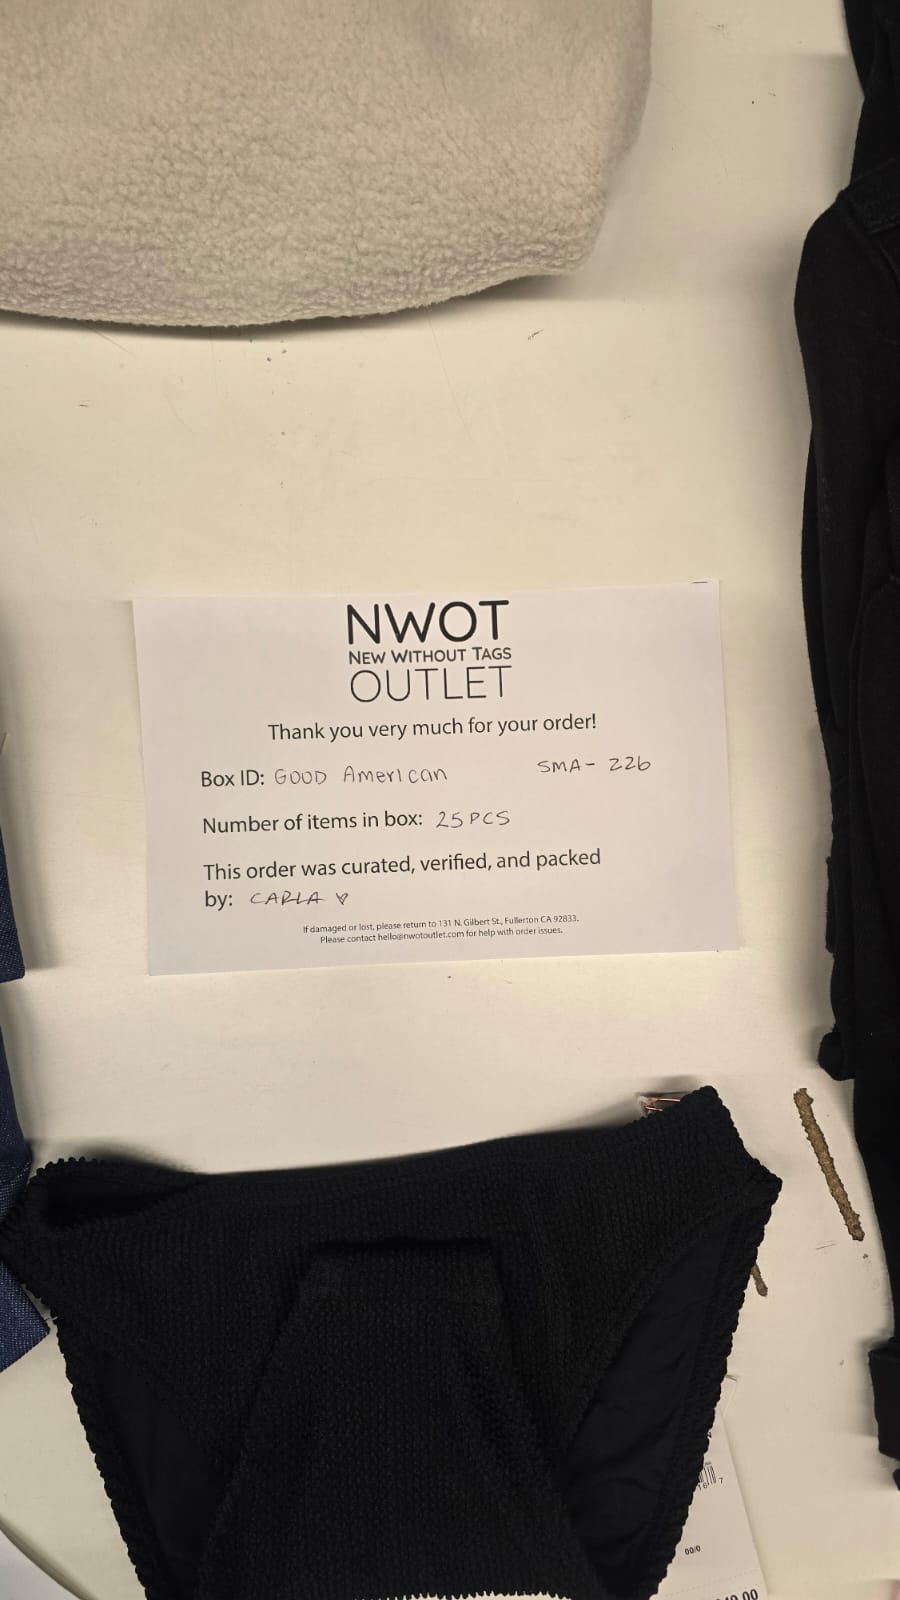 NWOT
NEW WITHOUT TAGS
OUTLET
Thank you very much for your order!
Box ID: GOOD AmerIcan SMA- 226
Number of items in box: 25 PCS
This order was curated, verified, and packed
by: CARLA
If damaged or lost, please return to 131 N. Gilbert St., Fullerton CA 92833.
Please contact hello@nwotoutlet.com for help with order issues.
00/0